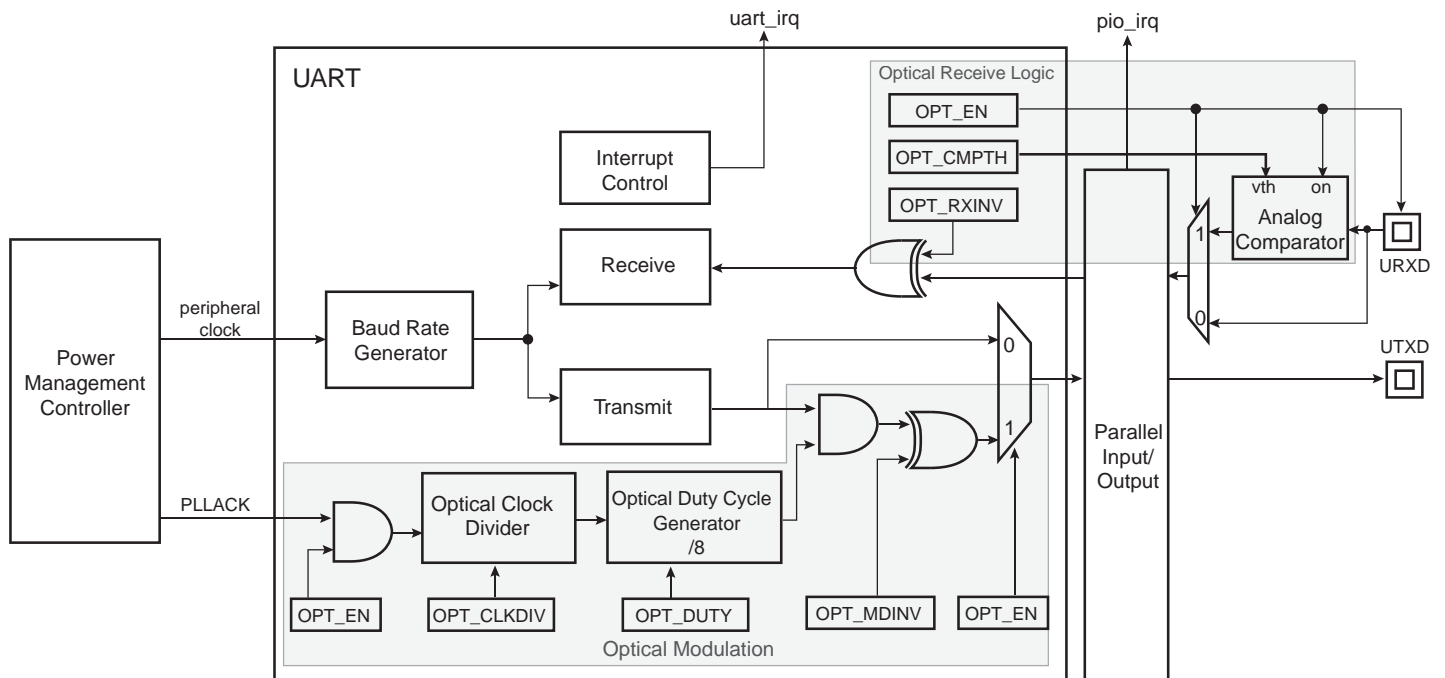 uart_irq
pio_irq
UART
Optical Receive Logic
OPT_EN
Interrupt
Control
OPT_CMPTH
vth
on
OPT_RXINV
Analog
Comparator
1
URXD
Receive
peripheral
clock
Baud Rate
Generator
0
0
UTXD
Power
Management
Controller
Transmit
1
Parallel
Input/
Output
PLLACK
Optical Clock
Divider
Optical Duty Cycle
Generator
/8
OPT_EN
OPT_CLKDIV
OPT_DUTY
OPT_MDINV
OPT_EN
Optical Modulation